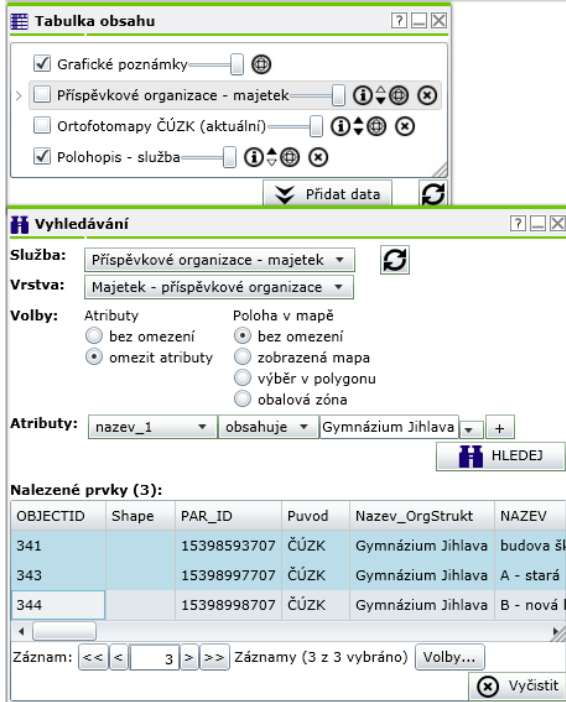 Tabulka obsahu
Grafické poznámky
Příspěvkové organizace - majetek
Ortofotomapy ČÚZK (aktuální)
Polohopis - služba
Přidat data
Vyhledávání
Služba: Příspěvkové organizace - majetek
Vrstva: Majetek - příspěvkové organizace
Volby: Atributy Poloha v mapě
bez omezení bez omezení
omezit atributy zobrazená mapa
výběr v polygonu
obalová zóna
Atributy: nazev_1 obsahuje Gymnázium Jihlava +
HLEDEJ
Nalezené prvky (3):
OBJECTID Shape PAR_ID Puvod Nazev_OrgStrukt NAZEV
341 15398593707 ČÚZK Gymnázium Jihlava budova šk
343 15398997707 ČÚZK Gymnázium Jihlava A - stará
344 15398998707 ČÚZK Gymnázium Jihlava B - nová
Záznam: << < 3 > >> Záznamy (3 z 3 vybráno) Volby...
Vyčistit